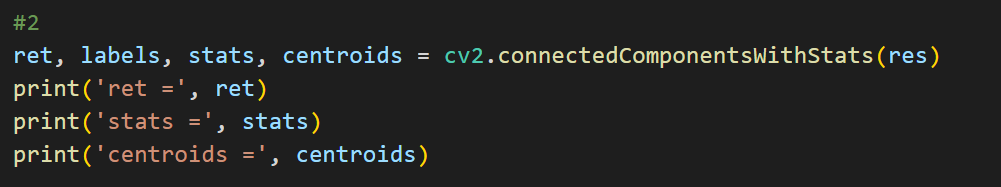 #2
ret, labels, stats, centroids = cv2.connectedComponentsWithStats(res)
print('ret =', ret)
print('stats =', stats)
print('centroids =', centroids)